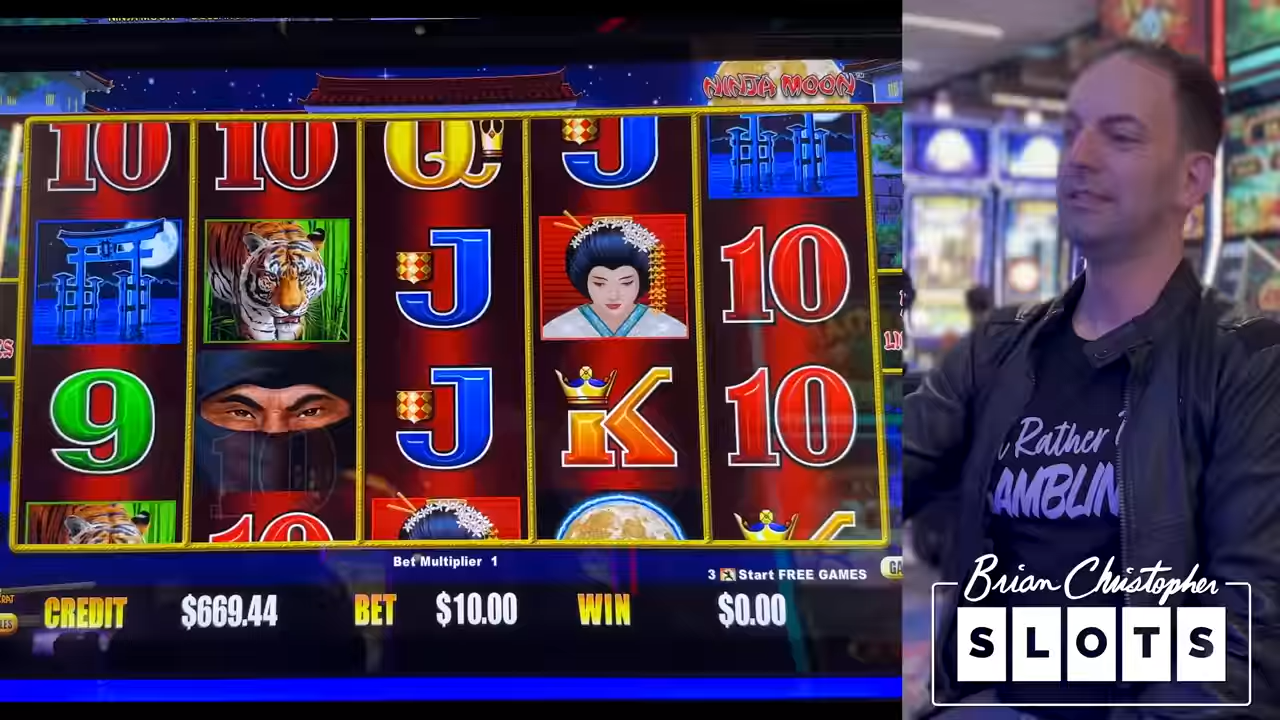 NINJA MOON
10 10 Q J
J 10
9 J K 10
10 K
Bet Multiplier 1
3 Start FREE GAMES
CREDIT $669.44 BET $10.00 WIN $0.00
Rather
AMBLIN
Brian Christopher
SLOTS